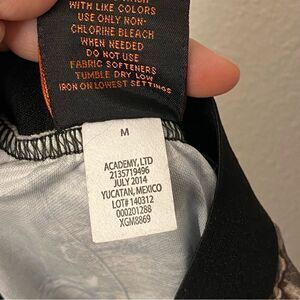 WITH LIKE COLORS
USE ONLY NON-
CHLORINE BLEACH
WHEN NEEDED
DO NOT USE
FABRIC SOFTENERS
TUMBLE DRY LOW
IRON ON LOWEST SETTINGS
M
ACADEMY, LTD
2135719496
JULY 2014
YUCATAN, MEXICO
LOT# 140312
000201288
XGM8869